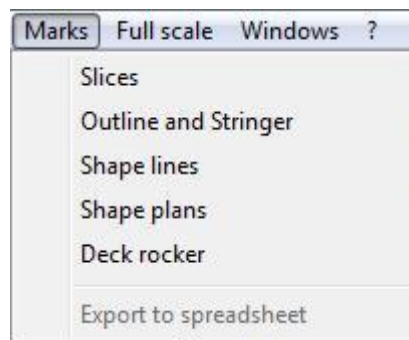 Marks Full scale Windows ?
Slices
Outline and Stringer
Shape lines
Shape plans
Deck rocker
Export to spreadsheet